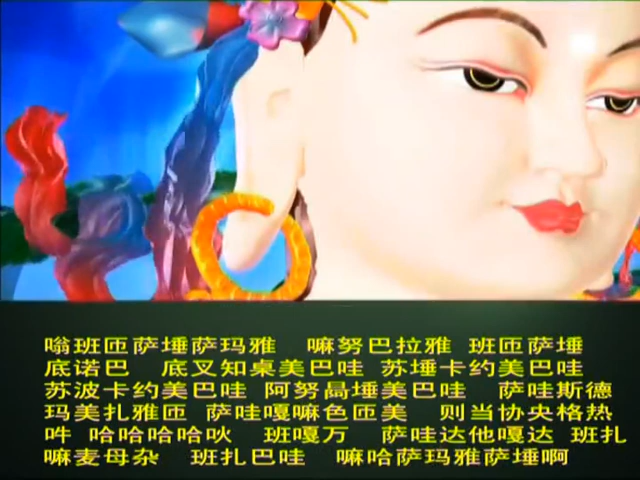 嗡班匝萨埵萨玛雅 嘛努巴拉雅 班匝萨埵
底诺巴 底叉知桌美巴哇 苏埵卡约美巴哇
苏波卡约美巴哇 阿努晑埵美巴哇 萨哇斯德
玛美扎雅匝 萨哇嘎嘛色匝美 则当协央格热
吽 哈哈哈哈伙 班嘎万 萨哇达他嘎达 班扎
嘛麦母杂 班扎巴哇 嘛哈萨玛雅萨埵啊